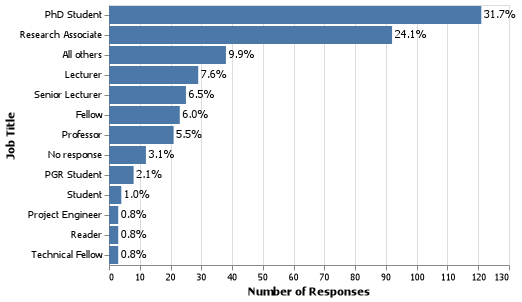 PhD Student 31.7%
Research Associate 24.1%
All others 9.9%
Lecturer 7.6%
Senior Lecturer 6.5%
Fellow 6.0%
Professor 5.5%
No response 3.1%
PGR Student 2.1%
Student 1.0%
Project Engineer 0.8%
Reader 0.8%
Technical Fellow 0.8%
Job Title
0 10 20 30 40 50 60 70 80 90 100 110 120 130
Number of Responses